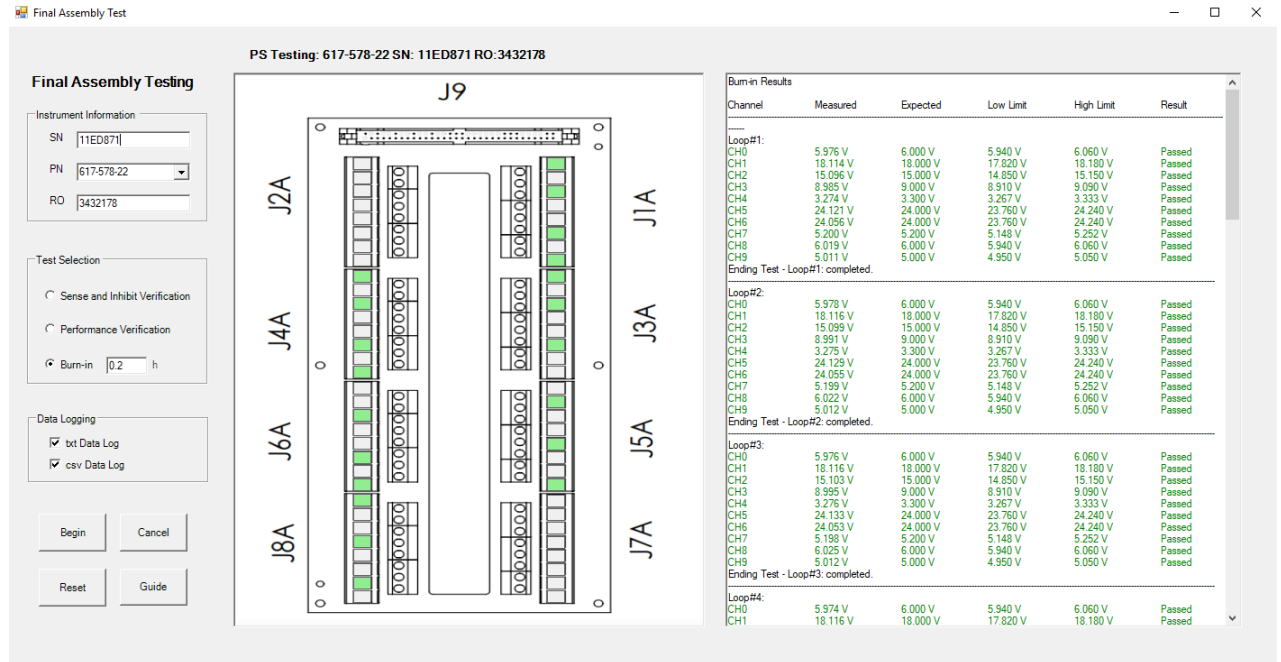 Final Assembly Test
PS Testing: 617-578-22 SN: 11ED871 RO:3432178
Final Assembly Testing
Instrument Information
SN 11ED871
PN 617-578-22
RO 3432178
Test Selection
Sense and Inhibit Verification
Performance Verification
Burn-in 0.2 h
Data Logging
txt Data Log
csv Data Log
Begin Cancel
Reset Guide
J9
J2A J1A
J4A J3A
J6A J5A
J8A J7A
Burn-in Results
Channel Measured Expected Low Limit High Limit Result
Loop#1:
CH0 5.976 V 6.000 V 5.940 V 6.060 V Passed
CH1 18.114 V 18.000 V 17.820 V 18.180 V Passed
CH2 15.096 V 15.000 V 14.850 V 15.150 V Passed
CH3 8.985 V 9.000 V 8.910 V 9.090 V Passed
CH4 3.274 V 3.300 V 3.267 V 3.333 V Passed
CH5 24.121 V 24.000 V 23.760 V 24.240 V Passed
CH6 24.056 V 24.000 V 23.760 V 24.240 V Passed
CH7 5.200 V 5.200 V 5.148 V 5.252 V Passed
CH8 6.019 V 6.000 V 5.940 V 6.060 V Passed
CH9 5.011 V 5.000 V 4.950 V 5.050 V Passed
Ending Test - Loop#1: completed.
Loop#2:
CH0 5.978 V 6.000 V 5.940 V 6.060 V Passed
CH1 18.116 V 18.000 V 17.820 V 18.180 V Passed
CH2 15.099 V 15.000 V 14.850 V 15.150 V Passed
CH3 8.991 V 9.000 V 8.910 V 9.090 V Passed
CH4 3.275 V 3.300 V 3.267 V 3.333 V Passed
CH5 24.129 V 24.000 V 23.760 V 24.240 V Passed
CH6 24.055 V 24.000 V 23.760 V 24.240 V Passed
CH7 5.199 V 5.200 V 5.148 V 5.252 V Passed
CH8 6.022 V 6.000 V 5.940 V 6.060 V Passed
CH9 5.012 V 5.000 V 4.950 V 5.050 V Passed
Ending Test - Loop#2: completed.
Loop#3:
CH0 5.976 V 6.000 V 5.940 V 6.060 V Passed
CH1 18.116 V 18.000 V 17.820 V 18.180 V Passed
CH2 15.103 V 15.000 V 14.850 V 15.150 V Passed
CH3 8.995 V 9.000 V 8.910 V 9.090 V Passed
CH4 3.276 V 3.300 V 3.267 V 3.333 V Passed
CH5 24.133 V 24.000 V 23.760 V 24.240 V Passed
CH6 24.053 V 24.000 V 23.760 V 24.240 V Passed
CH7 5.198 V 5.200 V 5.148 V 5.252 V Passed
CH8 6.025 V 6.000 V 5.940 V 6.060 V Passed
CH9 5.012 V 5.000 V 4.950 V 5.050 V Passed
Ending Test - Loop#3: completed.
Loop#4:
CH0 5.974 V 6.000 V 5.940 V 6.060 V Passed
CH1 18.116 V 18.000 V 17.820 V 18.180 V Passed